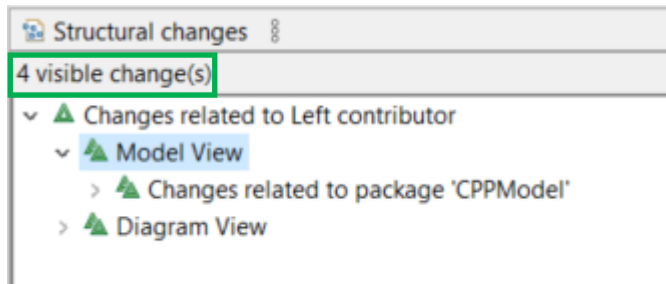 Structural changes
4 visible change(s)
Changes related to Left contributor
Model View
Changes related to package 'CPPModel'
Diagram View